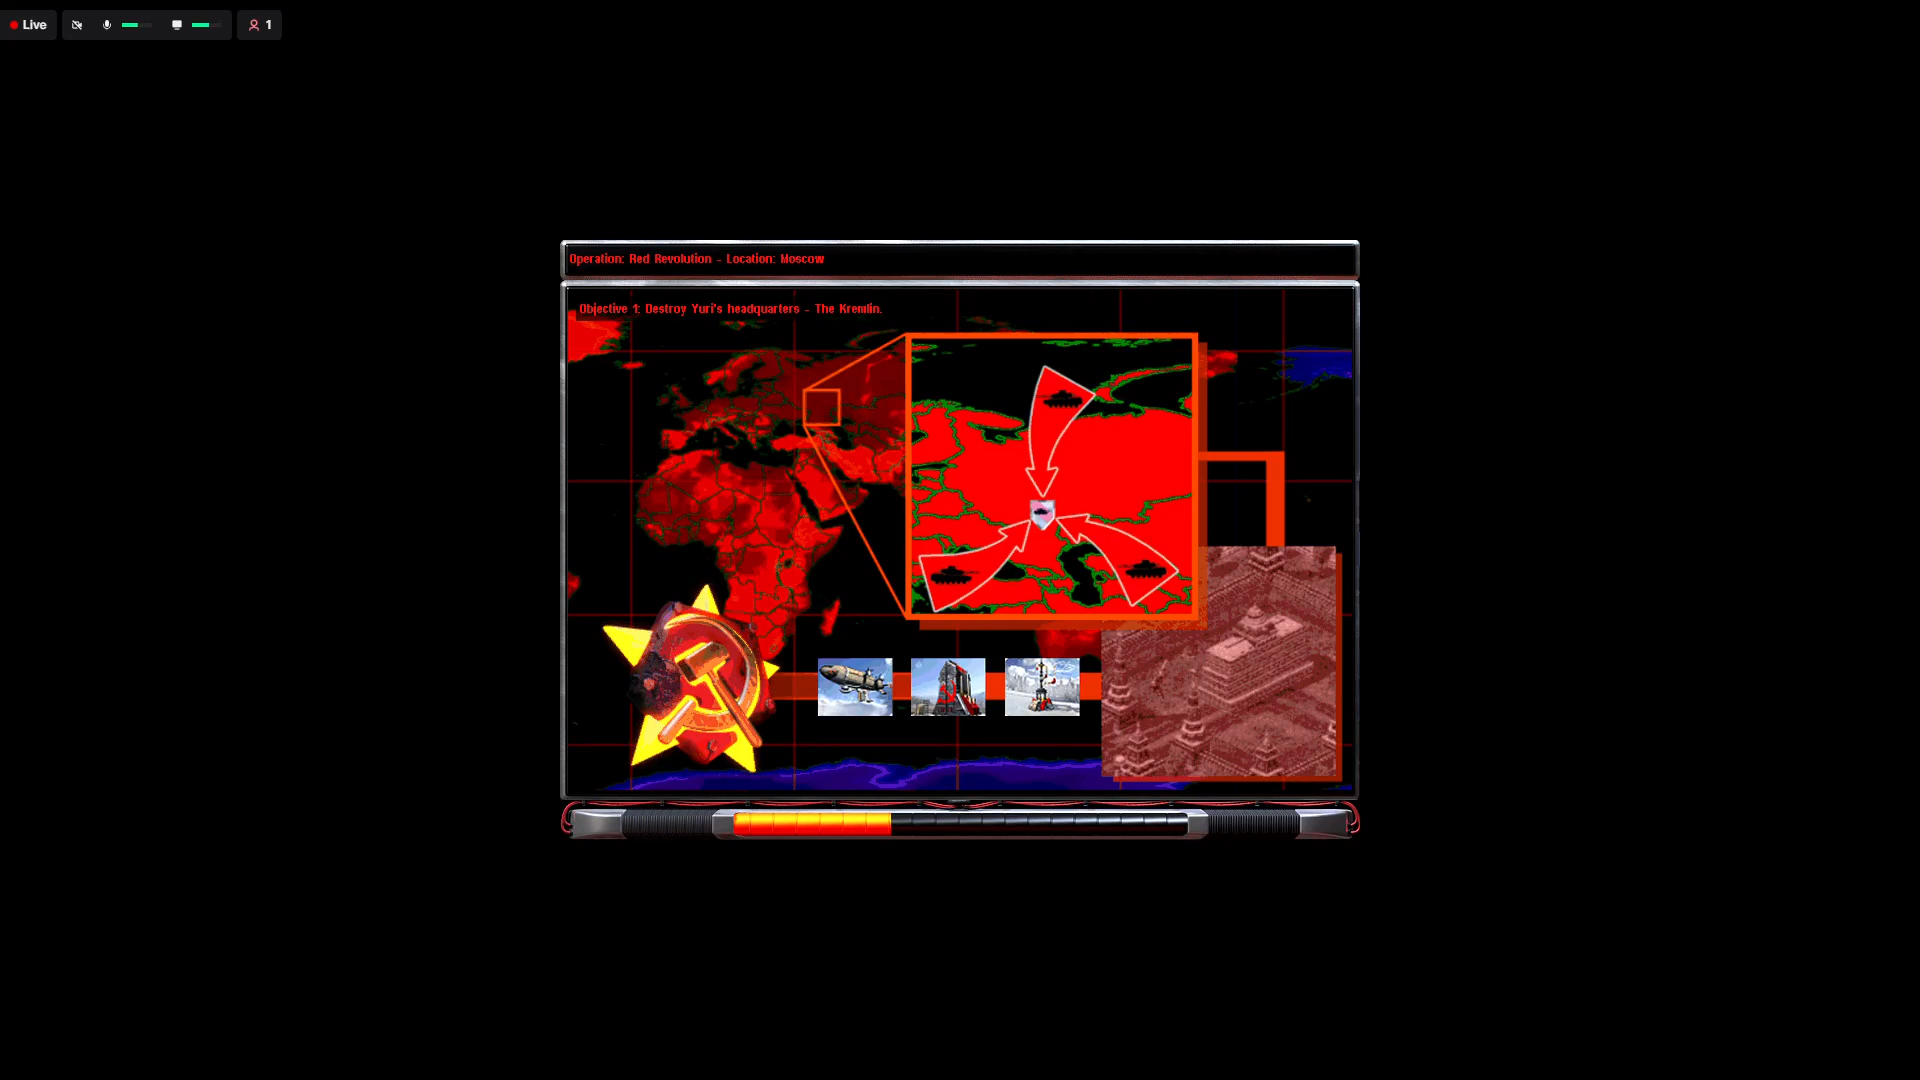 Live
1
Operation: Red Revolution - Location: Moscow
Objective 1: Destroy Yuri's headquarters - The Kremlin.